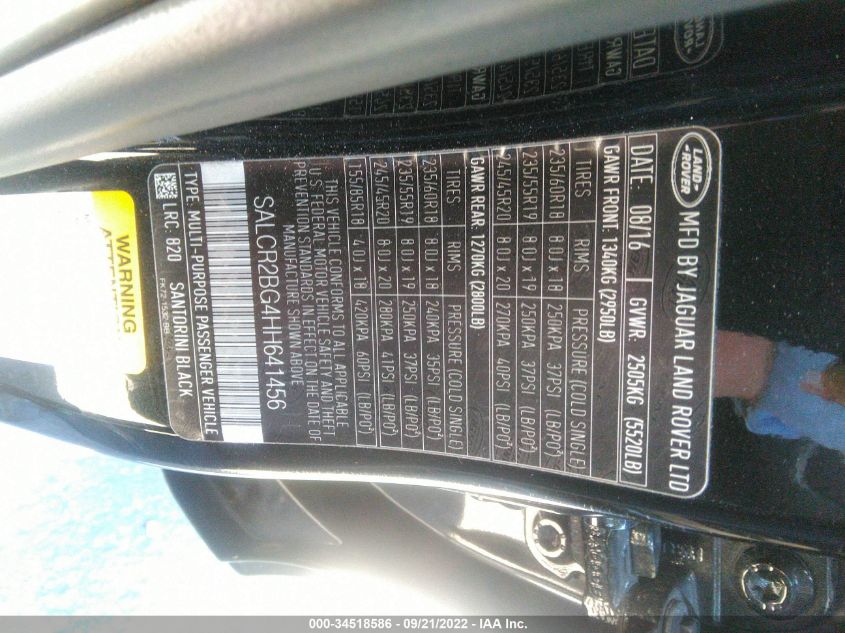 LAND
ROVER
MFD BY JAGUAR LAND ROVER LTD
DATE: 08/16 GVWR: 2505KG (5520LB)
GAWR FRONT: 1340KG (2950LB)
TIRES RIMS PRESSURE (COLD SINGLE)
235/60R18 8.0J x 18 250KPA 37PSI (LB/PO²)
235/55R19 8.0J x 19 250KPA 37PSI (LB/PO²)
245/45R20 8.0J x 20 270KPA 40PSI (LB/PO²)
GAWR REAR: 1270KG (2800LB)
TIRES RIMS PRESSURE (COLD SINGLE)
235/60R18 8.0J x 18 240KPA 35PSI (LB/PO²)
235/55R19 8.0J x 19 250KPA 37PSI (LB/PO²)
245/45R20 8.0J x 20 280KPA 41PSI (LB/PO²)
T155/85R18 4.0J x 18 420KPA 60PSI (LB/PO²)
THIS VEHICLE CONFORMS TO ALL APPLICABLE
U.S. FEDERAL MOTOR VEHICLE SAFETY AND THEFT
PREVENTION STANDARDS IN EFFECT ON THE DATE OF
MANUFACTURE SHOWN ABOVE
SALCR2BG4HH641456
TYPE: MULTI-PURPOSE PASSENGER VEHICLE
LRC: 820 SANTORINI BLACK
WARNING
000-34518586 - 09/21/2022 - IAA Inc.